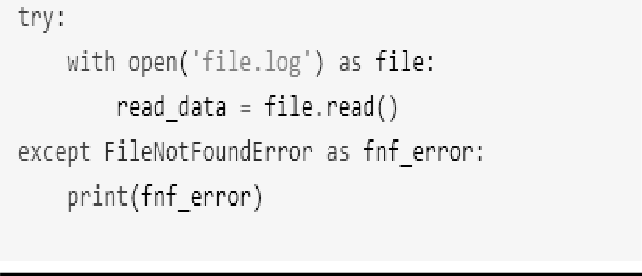 try:
    with open('file.log') as file:
        read_data = file.read()
except FileNotFoundError as fnf_error:
    print(fnf_error)